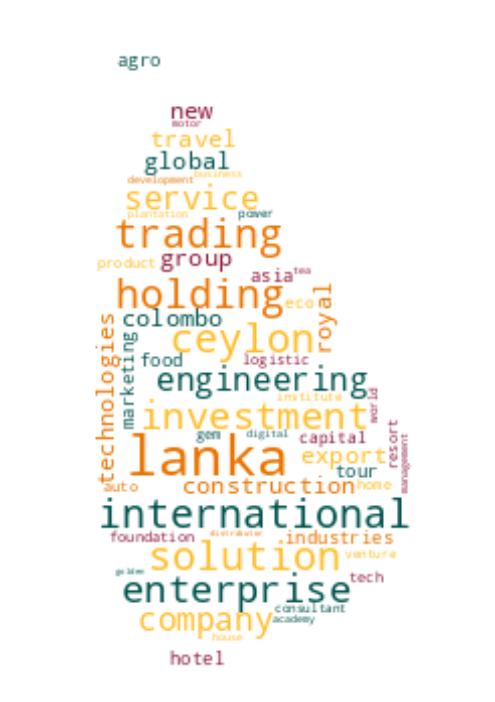 agro
new
motor
travel
global
business
development
service
plantation power
trading
product group
asia tea
holding eco royal
colombo
technologies marketing ceylon
food logistic
engineering
institute
investment world
gem digital capital resort
lanka export management
tour
auto construction home
international
foundation distributor industries
solution venture
golden tech
enterprise
consultant
company academy
house
hotel